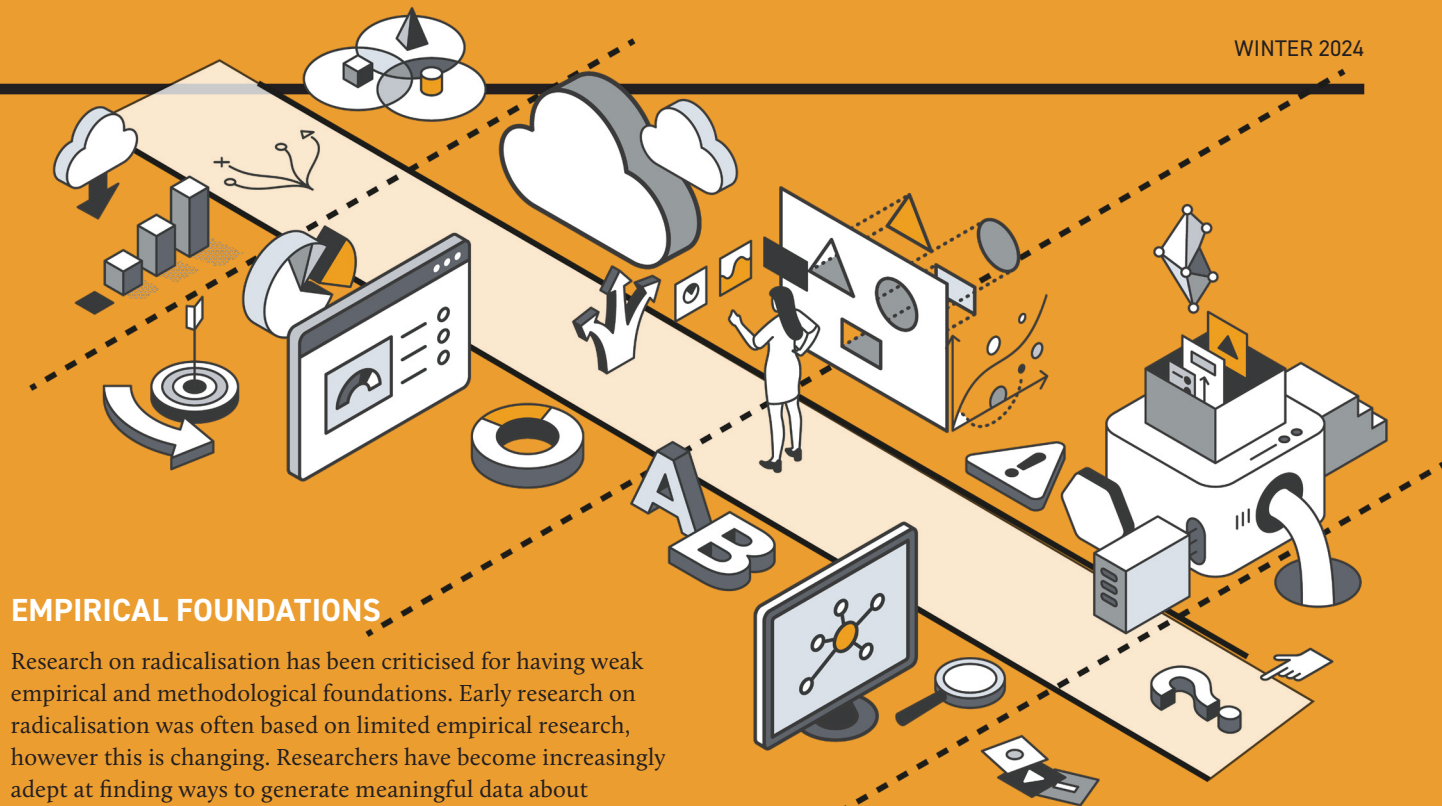 WINTER 2024
A
B
EMPIRICAL FOUNDATIONS
Research on radicalisation has been criticised for having weak
empirical and methodological foundations. Early research on
radicalisation was often based on limited empirical research,
however this is changing. Researchers have become increasingly
adept at finding ways to generate meaningful data about